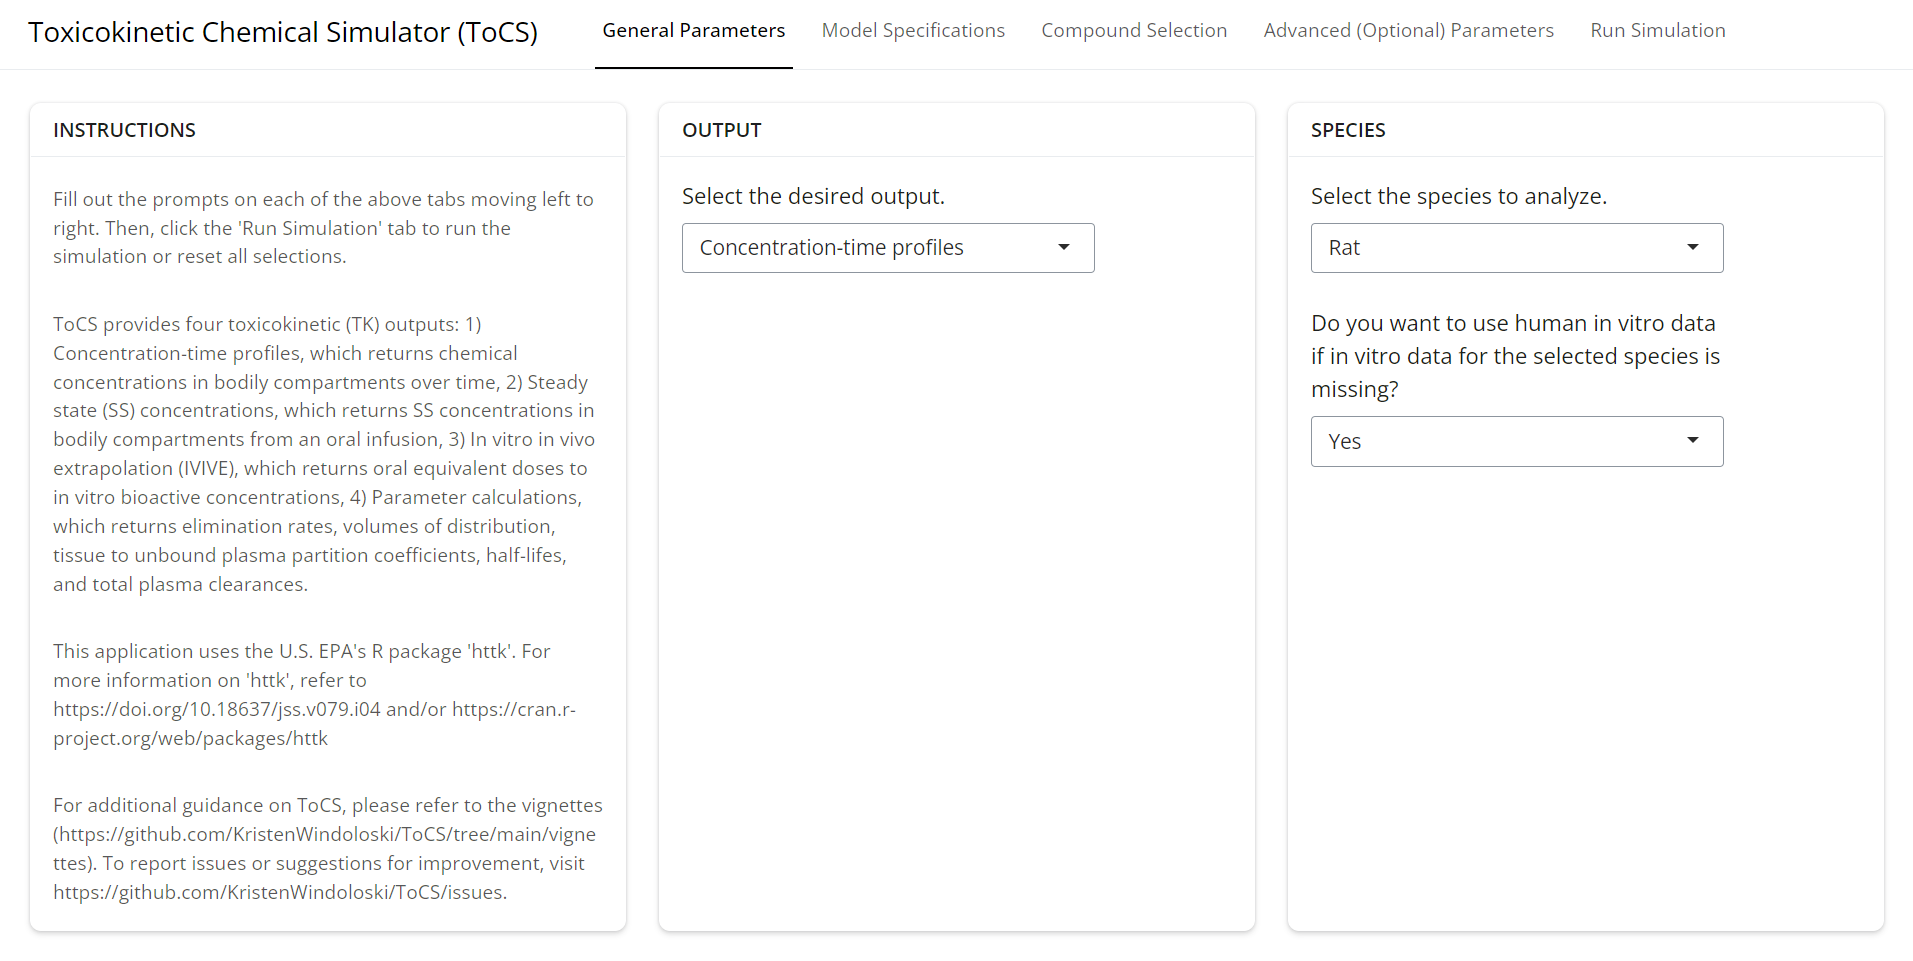 Toxicokinetic Chemical Simulator (ToCS)
General Parameters
Model Specifications
Compound Selection
Advanced (Optional) Parameters
Run Simulation
INSTRUCTIONS
Fill out the prompts on each of the above tabs moving left to
right. Then, click the 'Run Simulation' tab to run the
simulation or reset all selections.
ToCS provides four toxicokinetic (TK) outputs: 1)
Concentration-time profiles, which returns chemical
concentrations in bodily compartments over time, 2) Steady
state (SS) concentrations, which returns SS concentrations in
bodily compartments from an oral infusion, 3) In vitro in vivo
extrapolation (IVIVE), which returns oral equivalent doses to
in vitro bioactive concentrations, 4) Parameter calculations,
which returns elimination rates, volumes of distribution,
tissue to unbound plasma partition coefficients, half-lifes,
and total plasma clearances.
This application uses the U.S. EPA's R package 'httk'. For
more information on 'httk', refer to
https://doi.org/10.18637/jss.v079.i04 and/or https://cran.r-
project.org/web/packages/httk
For additional guidance on ToCS, please refer to the vignettes
(https://github.com/KristenWindoloski/ToCS/tree/main/vigne
ttes). To report issues or suggestions for improvement, visit
https://github.com/KristenWindoloski/ToCS/issues.
OUTPUT
Select the desired output.
Concentration-time profiles
SPECIES
Select the species to analyze.
Rat
Do you want to use human in vitro data
if in vitro data for the selected species is
missing?
Yes